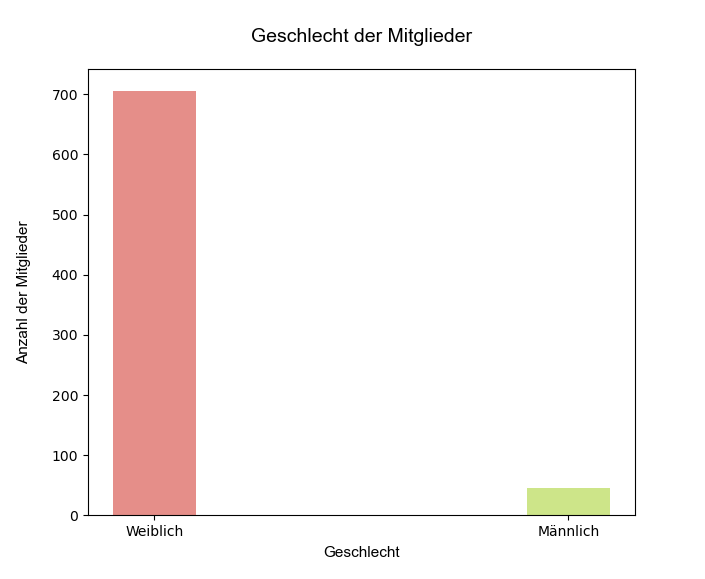 Geschlecht der Mitglieder
Anzahl der Mitglieder
700
600
500
400
300
200
100
0
Weiblich
Männlich
Geschlecht